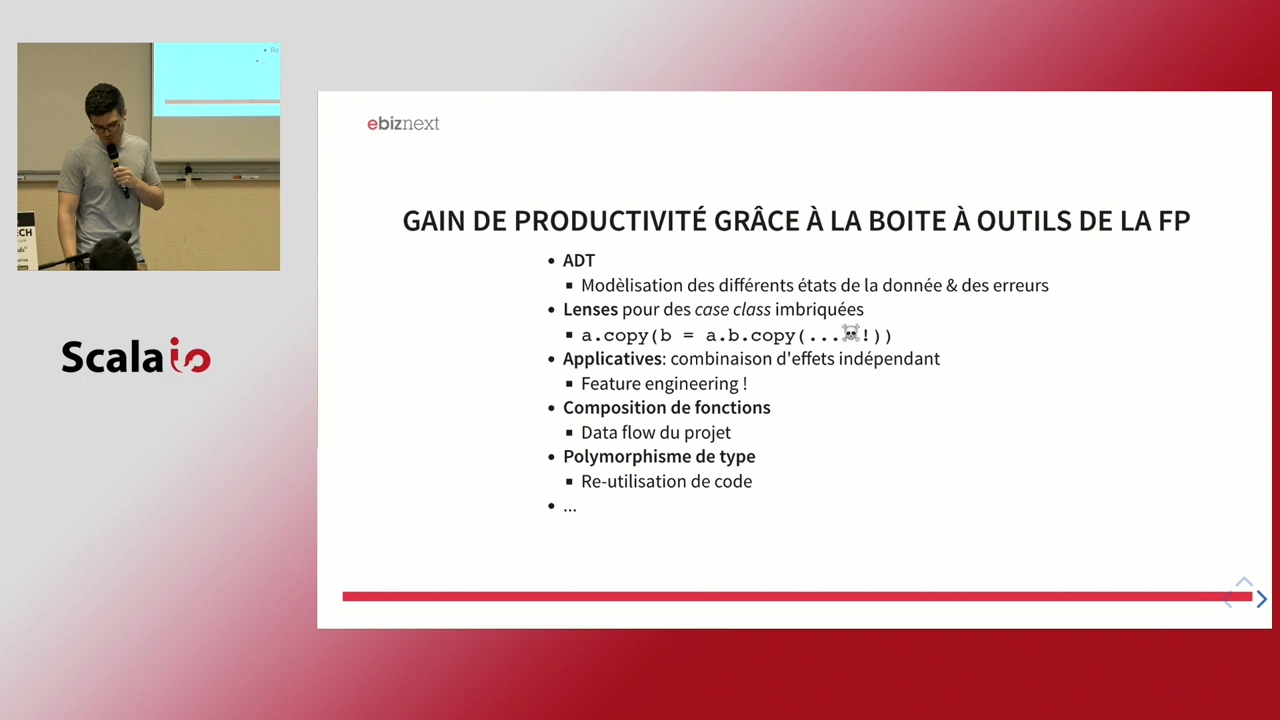 Re
ECH
ebiznext
GAIN DE PRODUCTIVITÉ GRÂCE À LA BOITE À OUTILS DE LA FP
• ADT
▪ Modèlisation des différents états de la donnée & des erreurs
• Lenses pour des case class imbriquées
▪ a.copy(b = a.b.copy(...☠!))
• Applicatives: combinaison d'effets indépendant
▪ Feature engineering !
• Composition de fonctions
▪ Data flow du projet
• Polymorphisme de type
▪ Re-utilisation de code
• ...
Scala io